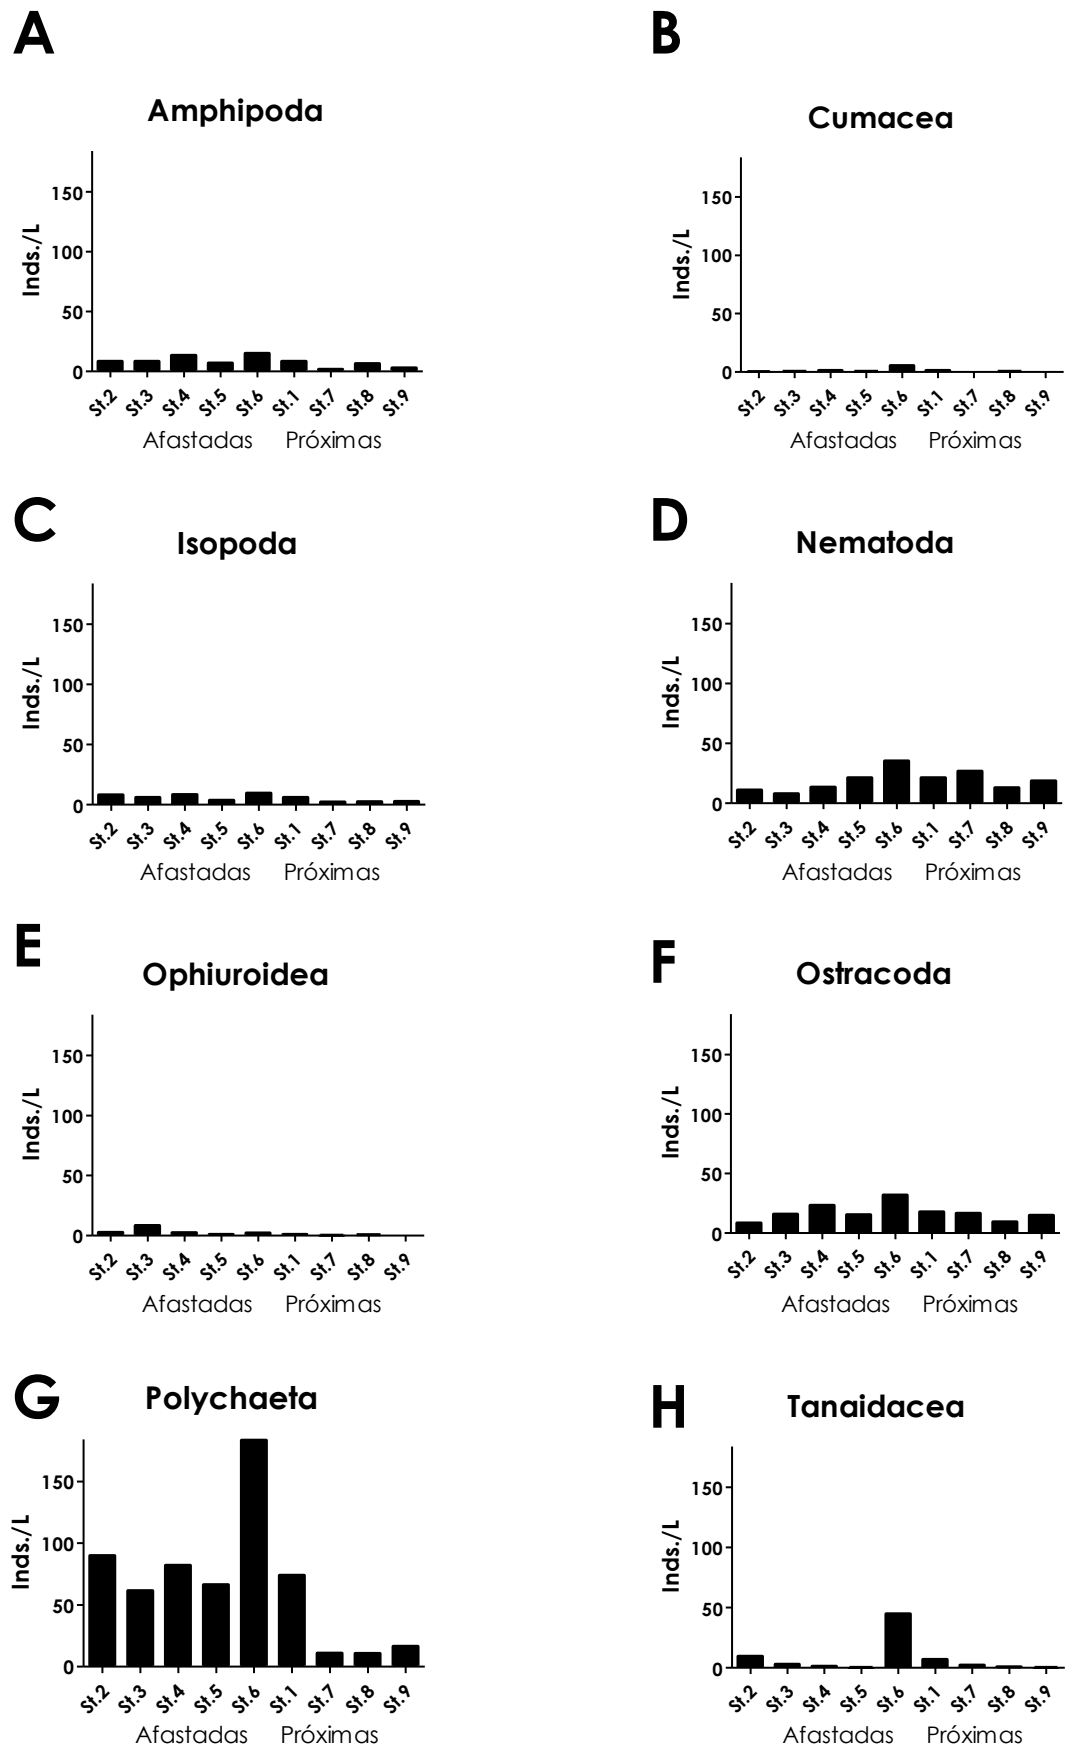 A
Amphipoda
Inds./L
150
100
50
0
St.2 St.3 St.4 St.5 St.6 St.1 St.7 St.8 St.9
Afastadas Próximas
B
Cumacea
Inds./L
150
100
50
0
St.2 St.3 St.4 St.5 St.6 St.1 St.7 St.8 St.9
Afastadas Próximas
C
Isopoda
Inds./L
150
100
50
0
St.2 St.3 St.4 St.5 St.6 St.1 St.7 St.8 St.9
Afastadas Próximas
D
Nematoda
Inds./L
150
100
50
0
St.2 St.3 St.4 St.5 St.6 St.1 St.7 St.8 St.9
Afastadas Próximas
E
Ophiuroidea
Inds./L
150
100
50
0
St.2 St.3 St.4 St.5 St.6 St.1 St.7 St.8 St.9
Afastadas Próximas
F
Ostracoda
Inds./L
150
100
50
0
St.2 St.3 St.4 St.5 St.6 St.1 St.7 St.8 St.9
Afastadas Próximas
G
Polychaeta
Inds./L
150
100
50
0
St.2 St.3 St.4 St.5 St.6 St.1 St.7 St.8 St.9
Afastadas Próximas
H
Tanaidacea
Inds./L
150
100
50
0
St.2 St.3 St.4 St.5 St.6 St.1 St.7 St.8 St.9
Afastadas Próximas